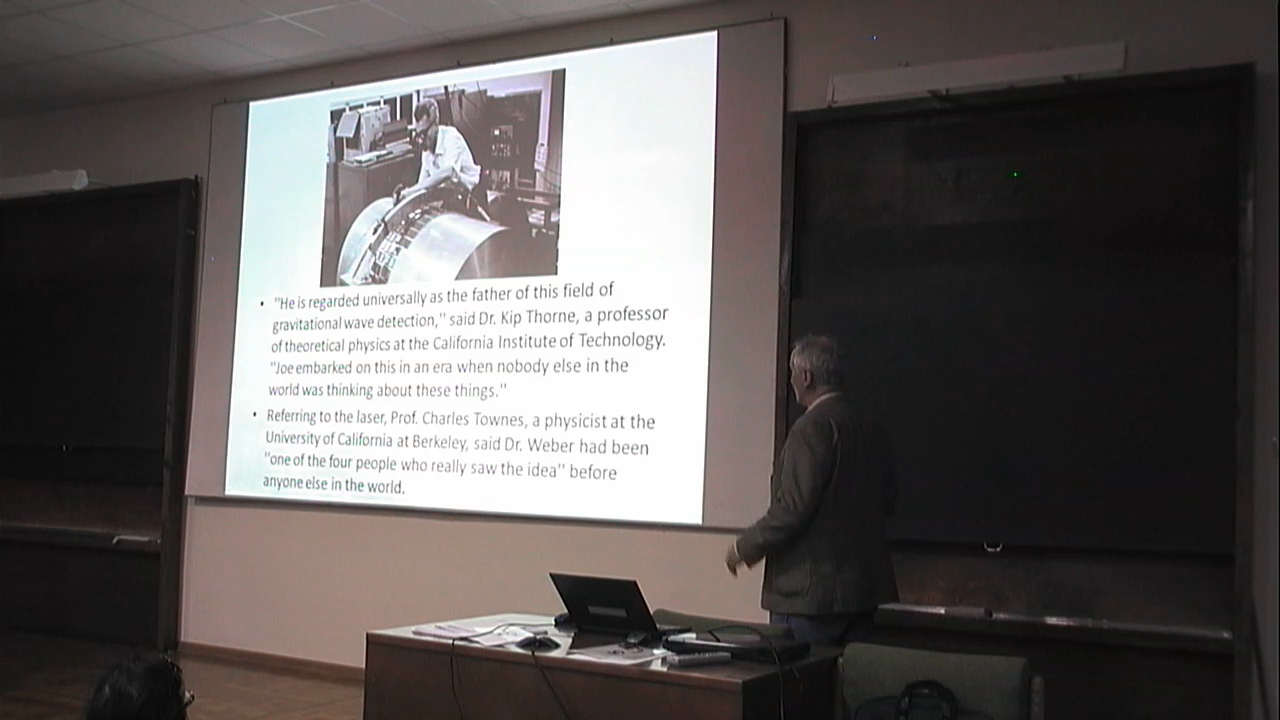 • "He is regarded universally as the father of this field of
gravitational wave detection," said Dr. Kip Thorne, a professor
of theoretical physics at the California Institute of Technology.
"Joe embarked on this in an era when nobody else in the
world was thinking about these things."
• Referring to the laser, Prof. Charles Townes, a physicist at the
University of California at Berkeley, said Dr. Weber had been
"one of the four people who really saw the idea" before
anyone else in the world.